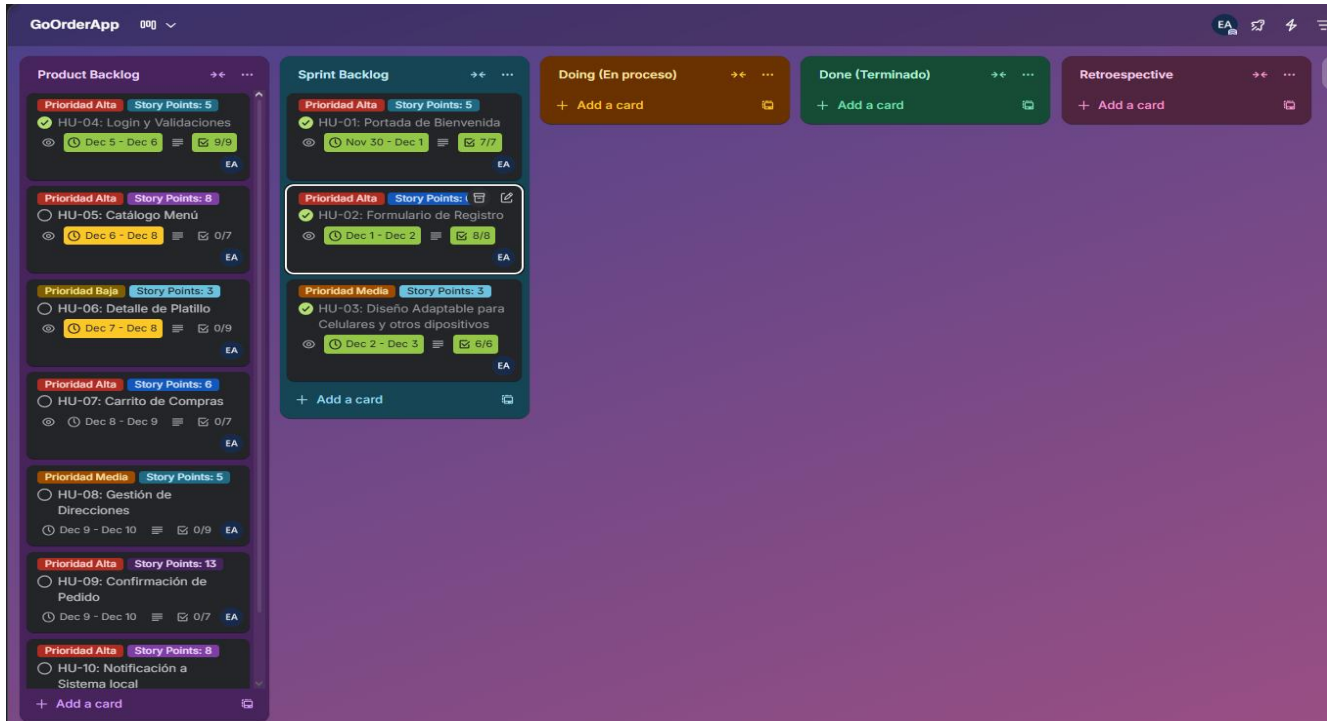 GoOrderApp
EA
Product Backlog
Prioridad Alta Story Points: 5
HU-04: Login y Validaciones
Dec 5 - Dec 6 9/9
EA
Prioridad Alta Story Points: 8
HU-05: Catálogo Menú
Dec 6 - Dec 8 0/7
EA
Prioridad Baja Story Points: 3
HU-06: Detalle de Platillo
Dec 7 - Dec 8 0/9
EA
Prioridad Alta Story Points: 6
HU-07: Carrito de Compras
Dec 8 - Dec 9 0/7
EA
Prioridad Media Story Points: 5
HU-08: Gestión de
Direcciones
Dec 9 - Dec 10 0/9 EA
Prioridad Alta Story Points: 13
HU-09: Confirmación de
Pedido
Dec 9 - Dec 10 0/7 EA
Prioridad Alta Story Points: 8
HU-10: Notificación a
Sistema local
+ Add a card
Sprint Backlog
Prioridad Alta Story Points: 5
HU-01: Portada de Bienvenida
Nov 30 - Dec 1 7/7
EA
Prioridad Alta Story Points:
HU-02: Formulario de Registro
Dec 1 - Dec 2 8/8
EA
Prioridad Media Story Points: 3
HU-03: Diseño Adaptable para
Celulares y otros dipositivos
Dec 2 - Dec 3 6/6
EA
+ Add a card
Doing (En proceso)
+ Add a card
Done (Terminado)
+ Add a card
Retroespective
+ Add a card